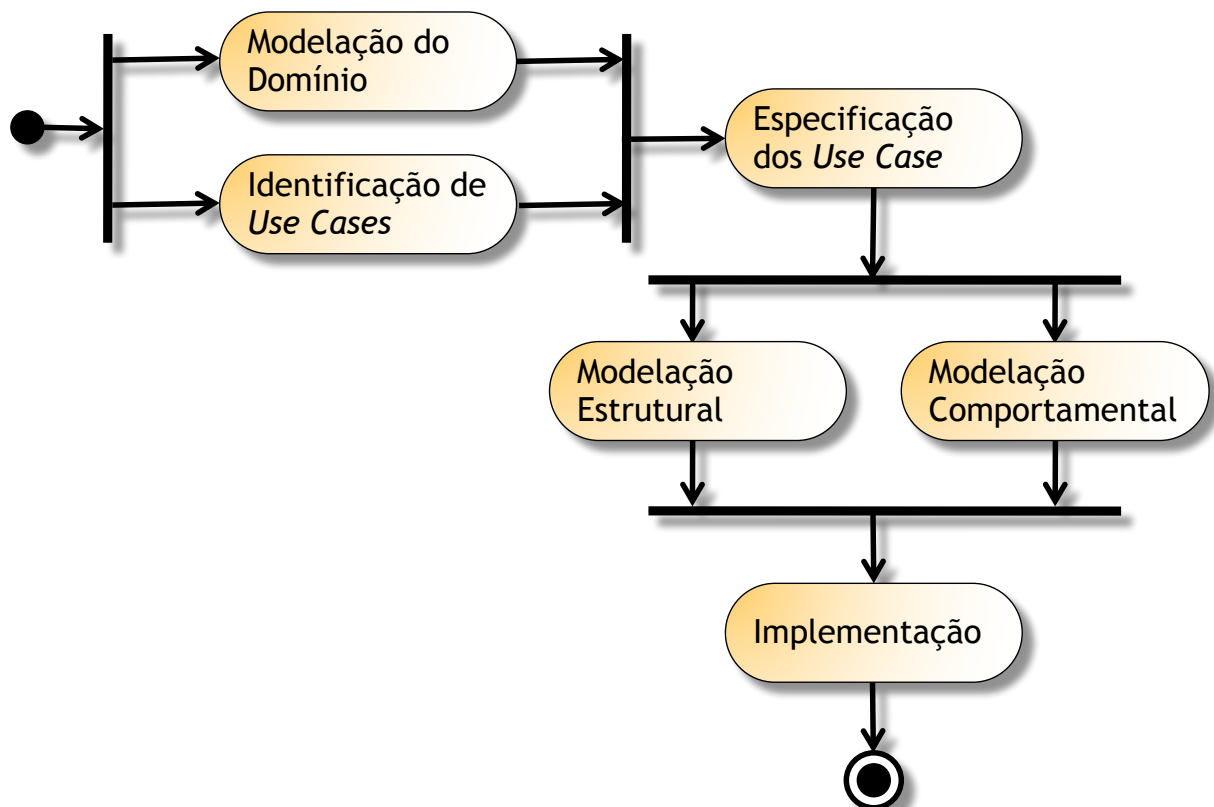 Modelação do
Domínio
Identificação de
Use Cases
Especificação
dos Use Case
Modelação
Estrutural
Modelação
Comportamental
Implementação